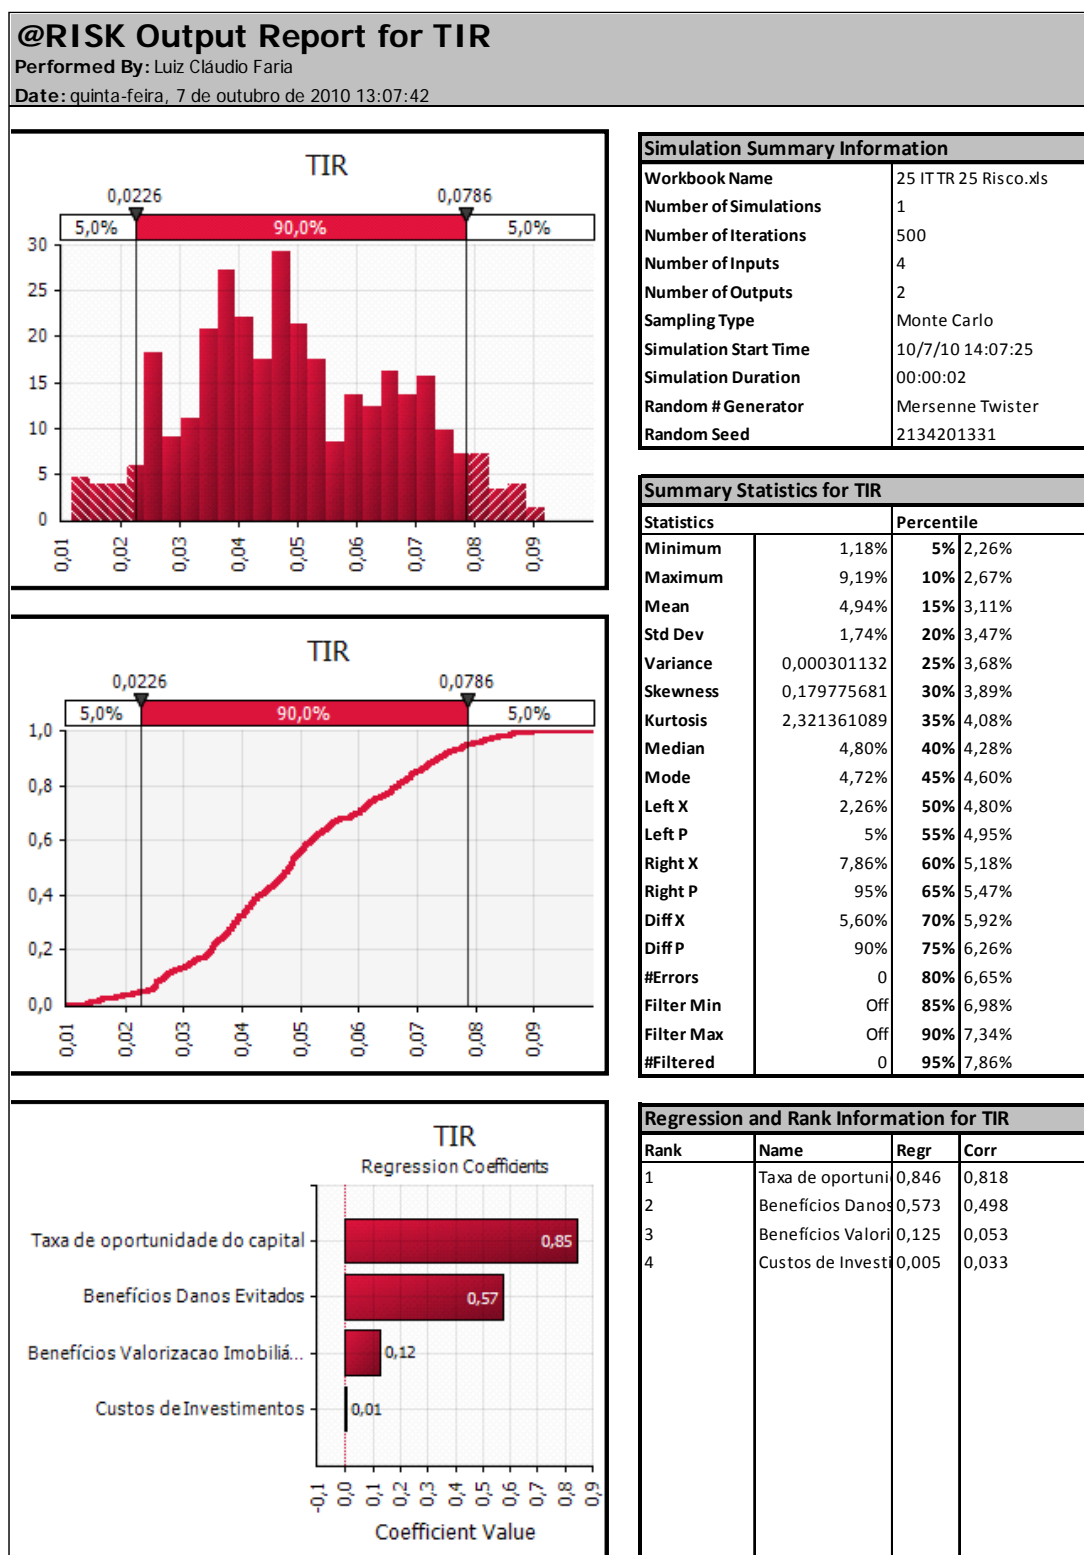 @RISK Output Report for TIR
Performed By: Luiz Cláudio Faria
Date: quinta-feira, 7 de outubro de 2010 13:07:42
TIR
0,0226 0,0786
5,0% 90,0% 5,0%
30
25
20
15
10
5
0
0,01 0,02 0,03 0,04 0,05 0,06 0,07 0,08 0,09
TIR
0,0226 0,0786
5,0% 90,0% 5,0%
1,0
0,8
0,6
0,4
0,2
0,0
0,01 0,02 0,03 0,04 0,05 0,06 0,07 0,08 0,09
TIR
Regression Coefficients
Taxa de oportunidade do capital 0,85
Benefícios Danos Evitados 0,57
Benefícios Valorizacao Imobiliá... 0,12
Custos de Investimentos 0,01
-0,1 0,0 0,1 0,2 0,3 0,4 0,5 0,6 0,7 0,8 0,9
Coefficient Value
Simulation Summary Information
Workbook Name 25 IT TR 25 Risco.xls
Number of Simulations 1
Number of Iterations 500
Number of Inputs 4
Number of Outputs 2
Sampling Type Monte Carlo
Simulation Start Time 10/7/10 14:07:25
Simulation Duration 00:00:02
Random # Generator Mersenne Twister
Random Seed 2134201331
Summary Statistics for TIR
Statistics Percentile
Minimum 1,18% 5% 2,26%
Maximum 9,19% 10% 2,67%
Mean 4,94% 15% 3,11%
Std Dev 1,74% 20% 3,47%
Variance 0,000301132 25% 3,68%
Skewness 0,179775681 30% 3,89%
Kurtosis 2,321361089 35% 4,08%
Median 4,80% 40% 4,28%
Mode 4,72% 45% 4,60%
Left X 2,26% 50% 4,80%
Left P 5% 55% 4,95%
Right X 7,86% 60% 5,18%
Right P 95% 65% 5,47%
Diff X 5,60% 70% 5,92%
Diff P 90% 75% 6,26%
#Errors 0 80% 6,65%
Filter Min Off 85% 6,98%
Filter Max Off 90% 7,34%
#Filtered 0 95% 7,86%
Regression and Rank Information for TIR
Rank Name Regr Corr
1 Taxa de oportuni 0,846 0,818
2 Benefícios Danos 0,573 0,498
3 Benefícios Valori 0,125 0,053
4 Custos de Investi 0,005 0,033